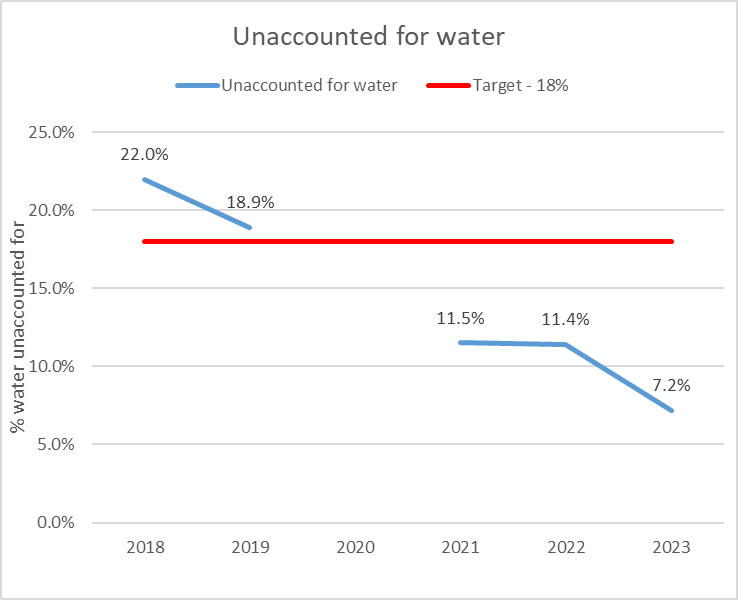 Unaccounted for water
Unaccounted for water Target - 18%
25.0%
22.0%
18.9%
20.0%
15.0%
11.5%
11.4%
10.0%
7.2%
5.0%
0.0%
% water unaccounted for
2018 2019 2020 2021 2022 2023